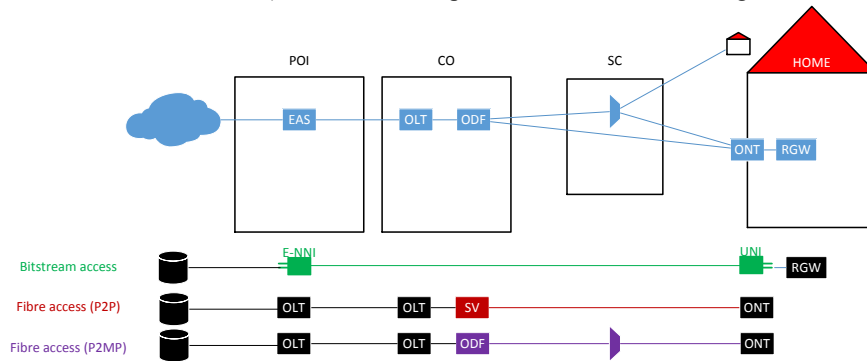 POI CO SC HOME
EAS OLT ODF ONT RGW
E-NNI UNI
Bitstream access RGW
Fibre access (P2P) OLT OLT SV ONT
Fibre access (P2MP) OLT OLT ODF ONT